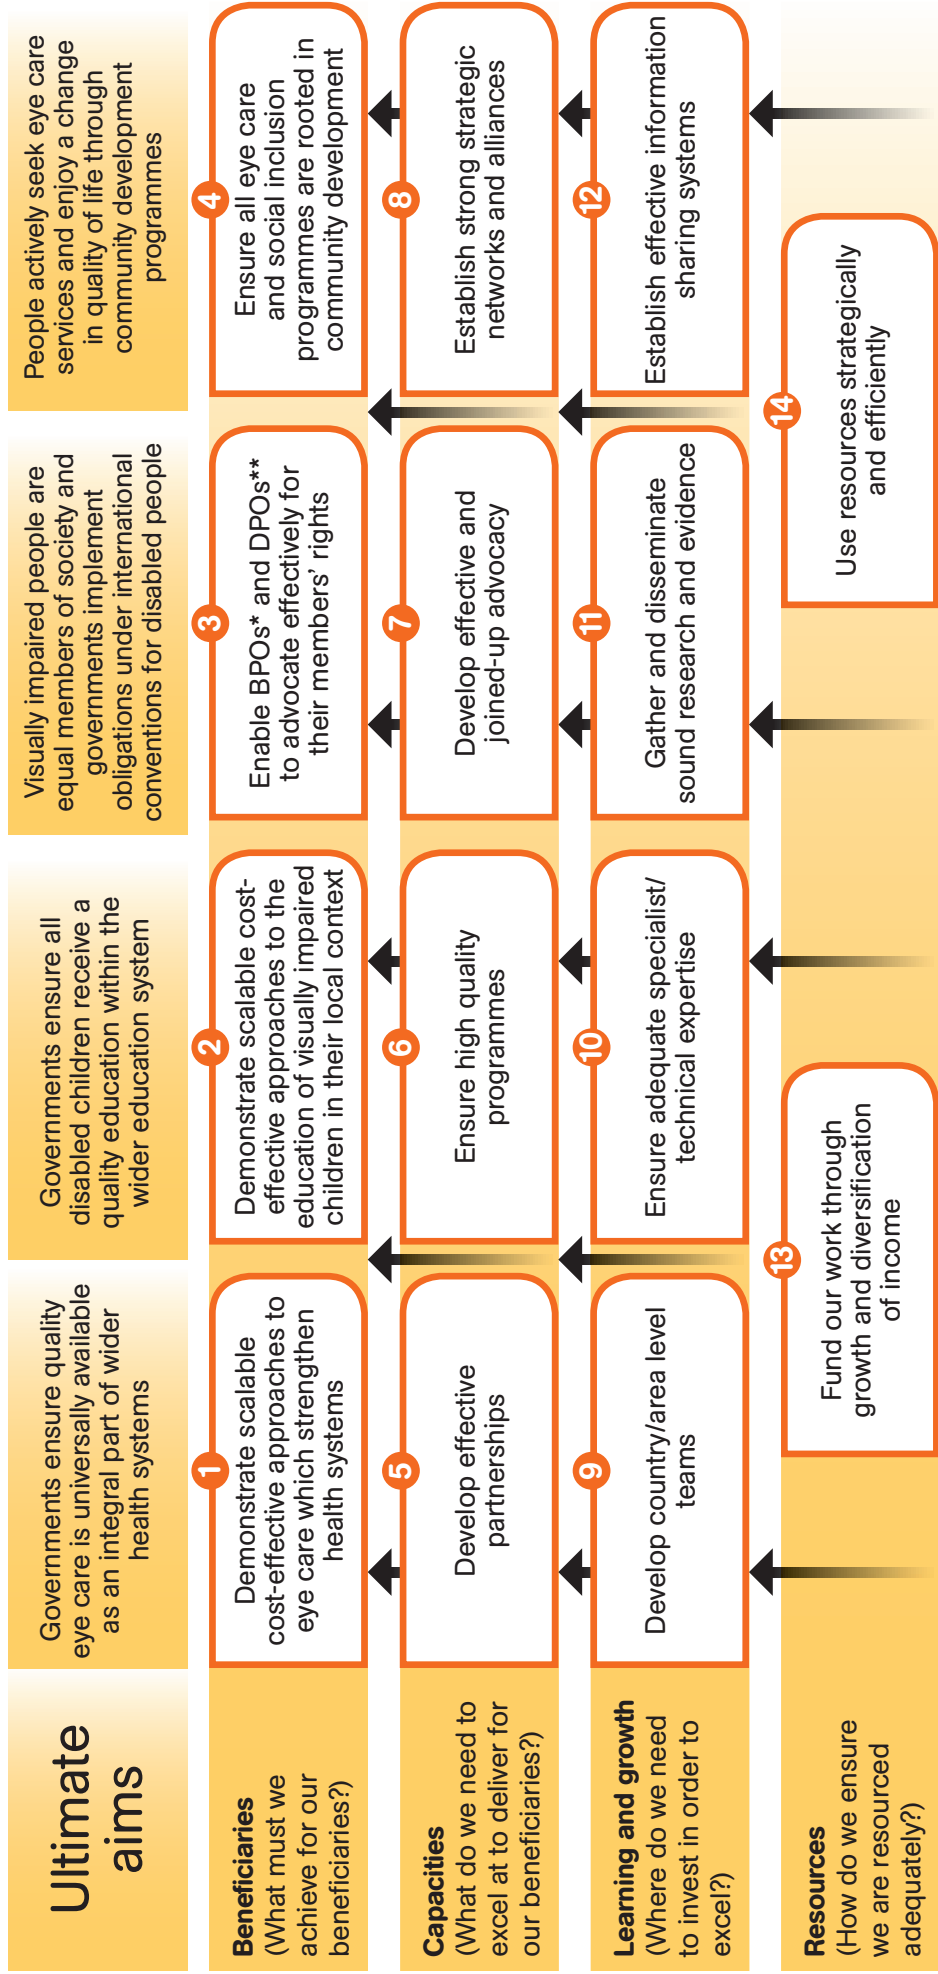 Ultimate
aims
Governments ensure quality
eye care is universally available
as an integral part of wider
health systems
Governments ensure all
disabled children receive a
quality education within the
wider education system
Visually impaired people are
equal members of society and
governments implement
obligations under international
conventions for disabled people
People actively seek eye care
services and enjoy a change
in quality of life through
community development
programmes
Beneficiaries
(What must we
achieve for our
beneficiaries?)
1
Demonstrate scalable
cost-effective approaches to
eye care which strengthen
health systems
2
Demonstrate scalable cost-
effective approaches to the
education of visually impaired
children in their local context
3
Enable BPOs* and DPOs**
to advocate effectively for
their members’ rights
4
Ensure all eye care
and social inclusion
programmes are rooted in
community development
Capacities
(What do we need to
excel at to deliver for
our beneficiaries?)
5
Develop effective
partnerships
6
Ensure high quality
programmes
7
Develop effective and
joined-up advocacy
8
Establish strong strategic
networks and alliances
Learning and growth
(Where do we need
to invest in order to
excel?)
9
Develop country/area level
teams
10
Ensure adequate specialist/
technical expertise
11
Gather and disseminate
sound research and evidence
12
Establish effective information
sharing systems
Resources
(How do we ensure
we are resourced
adequately?)
13
Fund our work through
growth and diversification
of income
14
Use resources strategically
and efficiently